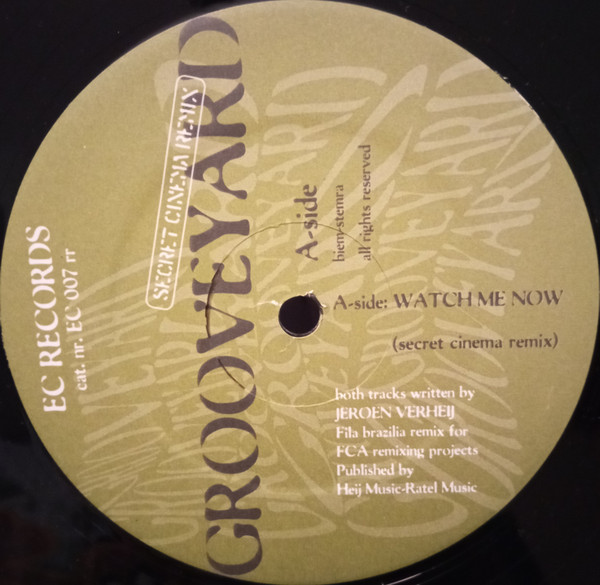 EC RECORDS
cat. nr. EC 007 rr
SECRET CINEMA REMIX
GROOVEYARD
A-side
biem-stemra
all rights reserved
A-side: WATCH ME NOW
(secret cinema remix)
both tracks written by
JEROEN VERHEIJ
Fila brazilia remix for
FCA remixing projects
Published by
Heij Music-Ratel Music